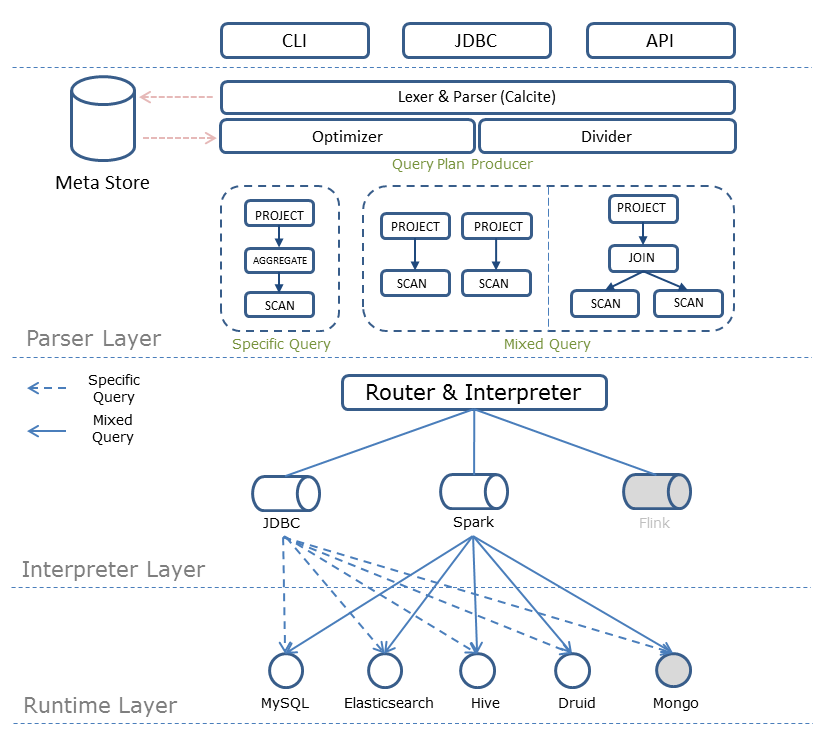 CLI
JDBC
API
Lexer & Parser (Calcite)
Optimizer
Divider
Query Plan Producer
Meta Store
PROJECT
AGGREGATE
SCAN
PROJECT
PROJECT
SCAN
SCAN
PROJECT
JOIN
SCAN
SCAN
Parser Layer
Specific Query
Mixed Query
Specific
Query
Mixed
Query
Router & Interpreter
JDBC
Spark
Flink
Interpreter Layer
MySQL
Elasticsearch
Hive
Druid
Mongo
Runtime Layer